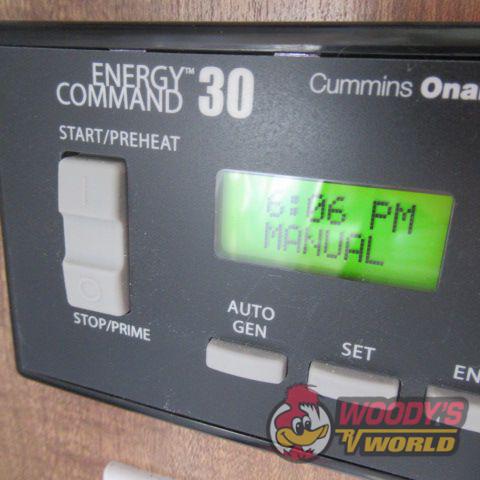 ENERGY™
COMMAND 30
Cummins Onan
START/PREHEAT
6:06 PM
MANUAL
STOP/PRIME
AUTO
GEN
SET
WOODY'S
RV WORLD